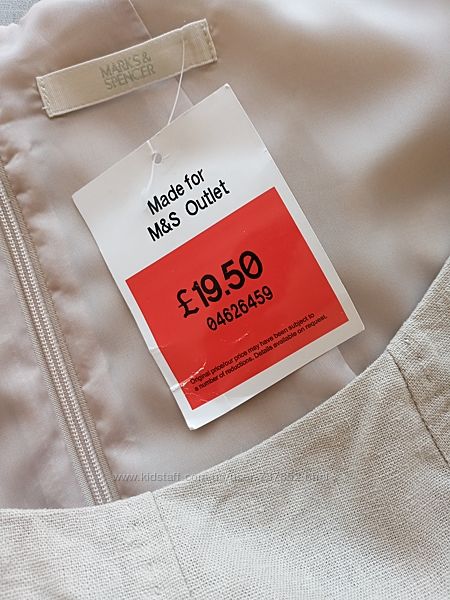 MARKS &
SPENCER
Made for
M&S Outlet
£19.50
04626459
Original price/our price may have been subject to
a number of reductions. Details available on request.